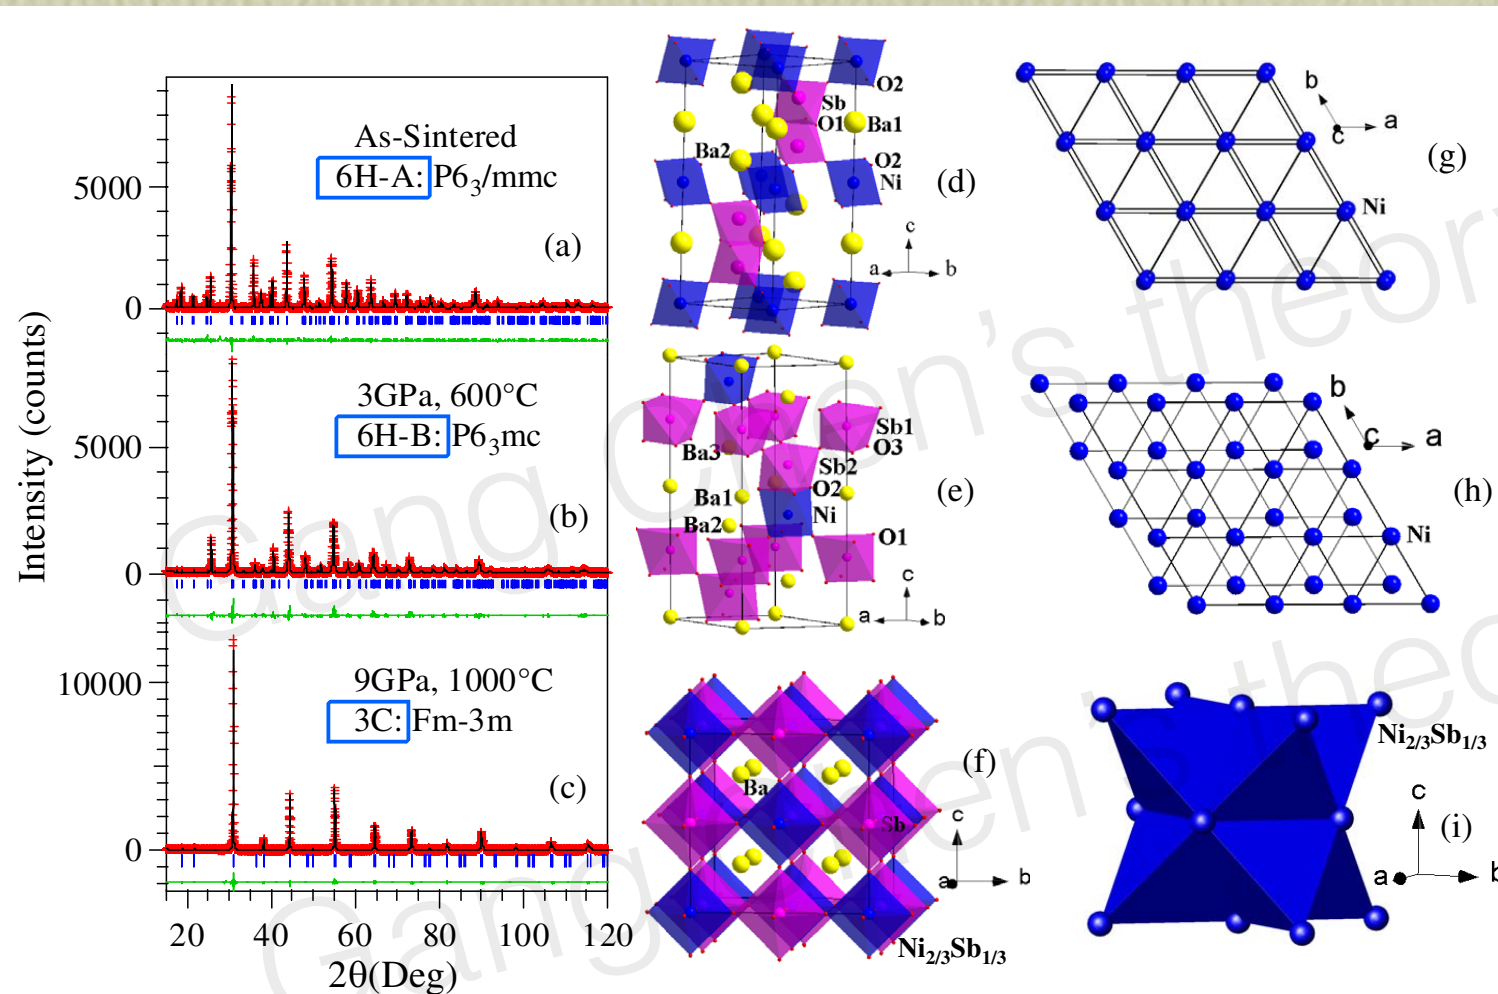 Intensity (counts)
As-Sintered
6H-A: P6₃/mmc
(a)
5000
0
3GPa, 600°C
6H-B: P6₃mc
(b)
5000
0
9GPa, 1000°C
3C: Fm-3m
(c)
10000
0
20 40 60 80 100 120
2θ(Deg)
O2
Sb
O1
Ba1
Ba2
O2
Ni
(d)
c
a b
Sb1
O3
Ba3
Sb2
O2
Ba1
Ni
Ba2
O1
(e)
c
a b
Ba
Sb
(f)
c
a b
Ni2/3Sb1/3
b
a
c
Ni
(g)
b
c a
Ni
(h)
Ni2/3Sb1/3
c
(i)
a b
Gang Chen's theory
Gang Chen's theo